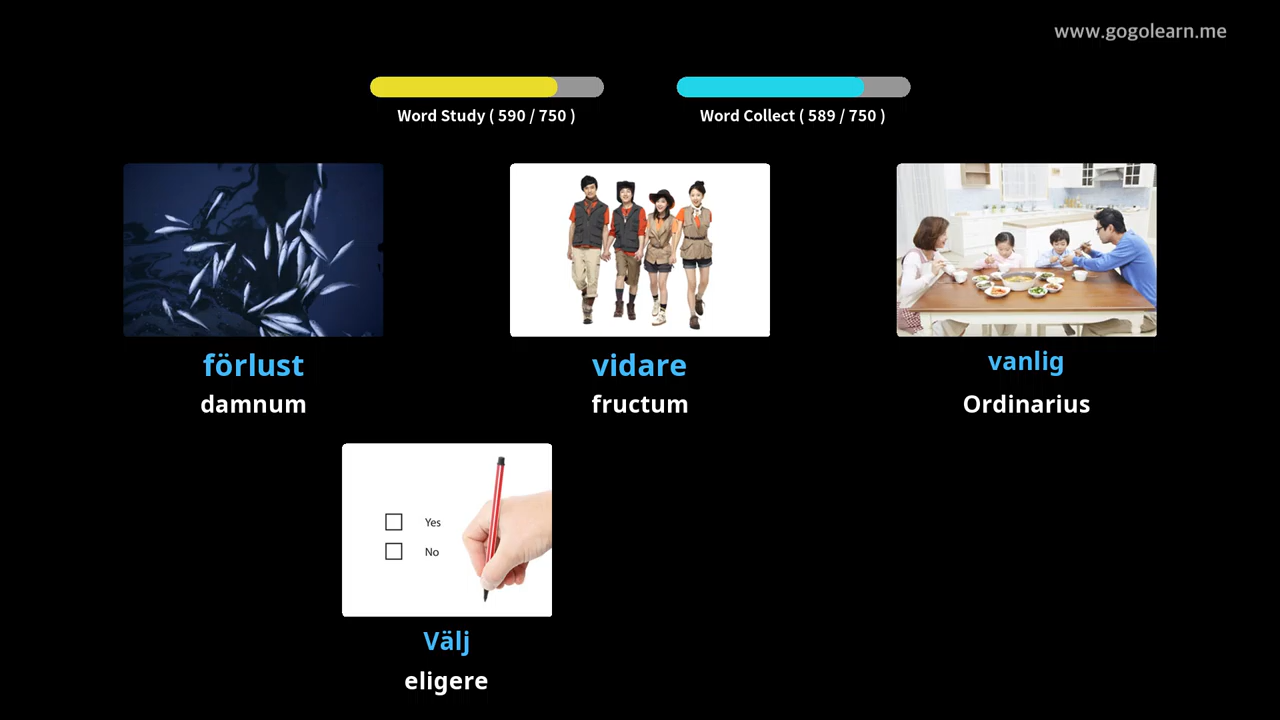 www.gogolearn.me
Word Study ( 590 / 750 )
Word Collect ( 589 / 750 )
förlust
damnum
vidare
fructum
vanlig
Ordinarius
Yes
No
Välj
eligere